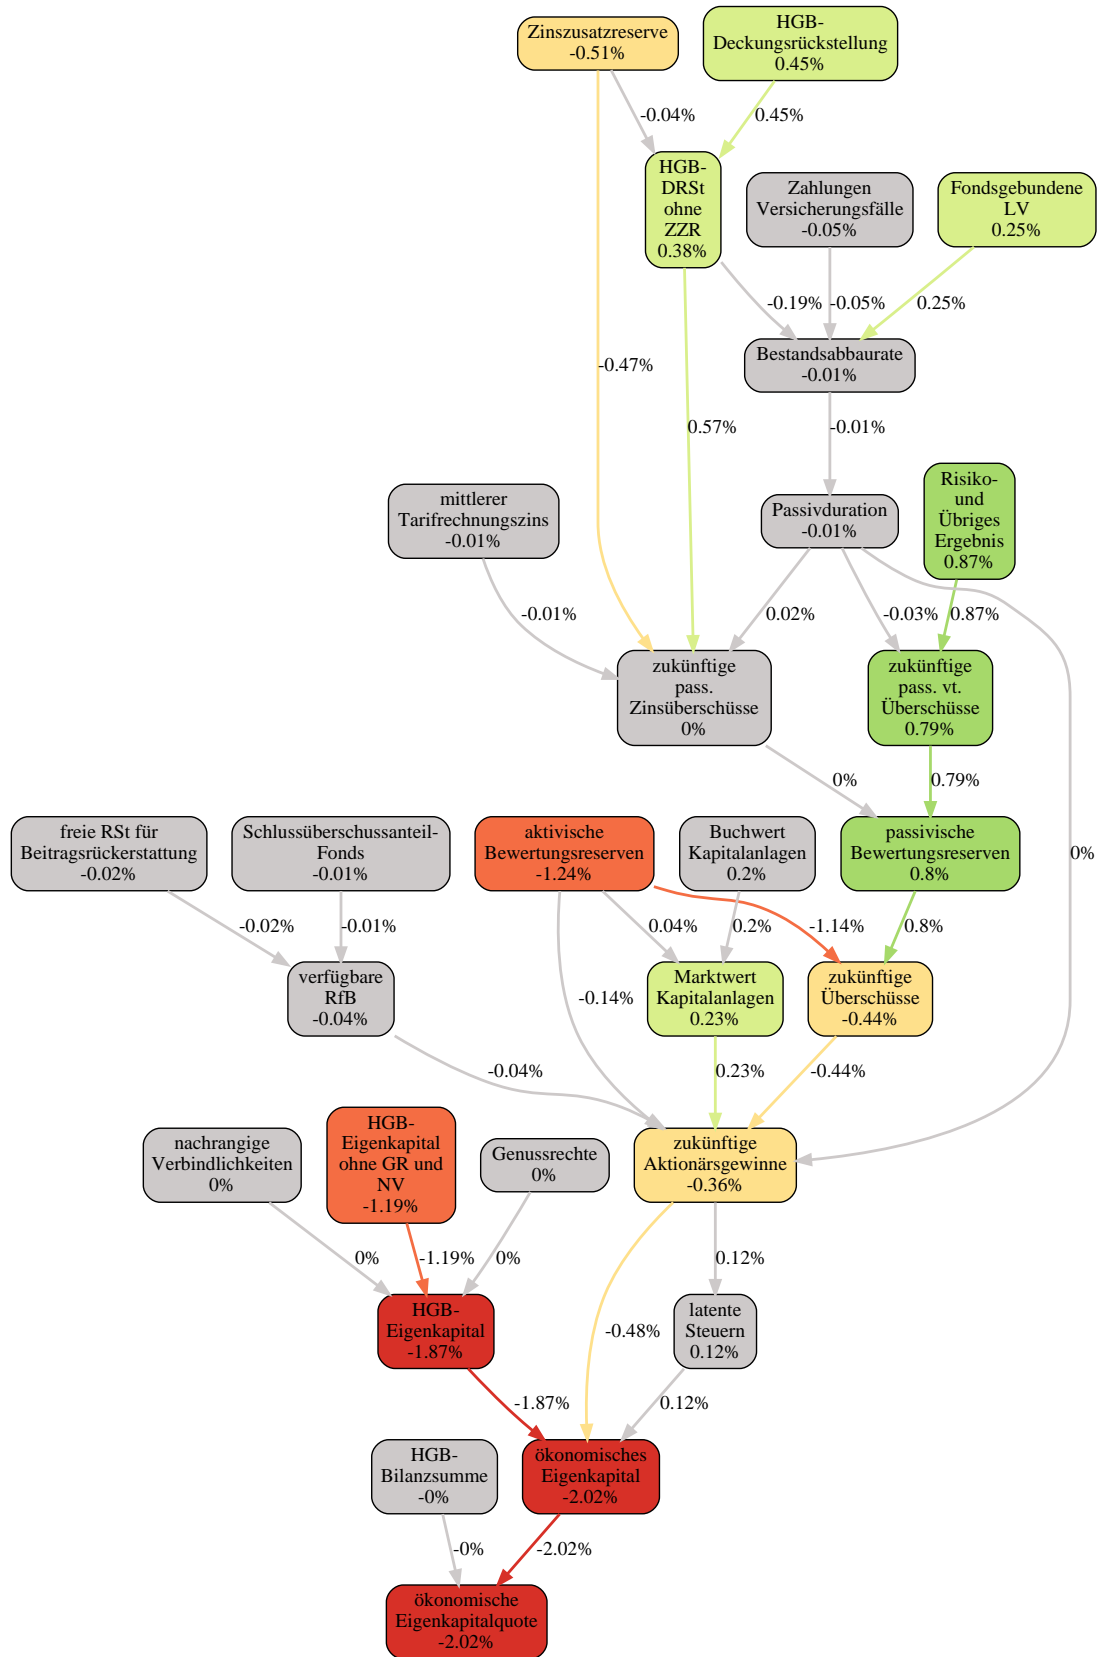 Zinszusatzreserve
-0.51%
HGB-
Deckungsrückstellung
0.45%
-0.04%
0.45%
HGB-
DRSt
ohne
ZZR
0.38%
Zahlungen
Versicherungsfälle
-0.05%
Fondsgebundene
LV
0.25%
-0.19%
-0.05%
0.25%
Bestandsabbaurate
-0.01%
-0.47%
0.57%
-0.01%
mittlerer
Tarifrechnungszins
-0.01%
Passivduration
-0.01%
Risiko-
und
Übriges
Ergebnis
0.87%
-0.01%
0.02%
-0.03%
0.87%
zukünftige
pass.
Zinsüberschüsse
0%
zukünftige
pass. vt.
Überschüsse
0.79%
0%
0.79%
freie RSt für
Beitragsrückerstattung
-0.02%
Schlussüberschussanteil-
Fonds
-0.01%
aktivische
Bewertungsreserven
-1.24%
Buchwert
Kapitalanlagen
0.2%
passivische
Bewertungsreserven
0.8%
0%
-0.02%
-0.01%
0.04%
0.2%
-1.14%
0.8%
verfügbare
RfB
-0.04%
-0.14%
Marktwert
Kapitalanlagen
0.23%
zukünftige
Überschüsse
-0.44%
-0.04%
0.23%
-0.44%
nachrangige
Verbindlichkeiten
0%
HGB-
Eigenkapital
ohne GR und
NV
-1.19%
Genussrechte
0%
zukünftige
Aktionärsgewinne
-0.36%
0%
-1.19%
0%
0.12%
HGB-
Eigenkapital
-1.87%
-0.48%
latente
Steuern
0.12%
-1.87%
0.12%
HGB-
Bilanzsumme
-0%
ökonomisches
Eigenkapital
-2.02%
-0%
-2.02%
ökonomische
Eigenkapitalquote
-2.02%